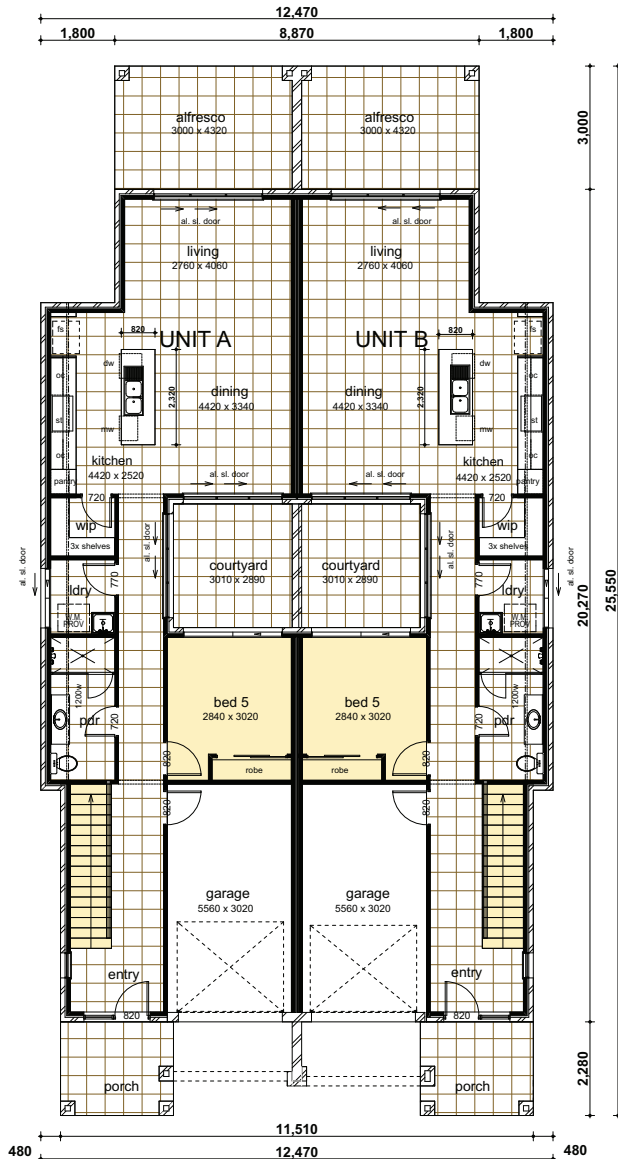 12,470
1,800 8,870 1,800
alfresco alfresco
3000 x 4320 3000 x 4320
3,000
al. sl. door al. sl. door
living living
2760 x 4060 2760 x 4060
fs 820 UNIT A UNIT B 820 fs
dw dw
oc oc
2,320 2,320
dining dining
4420 x 3340 4420 x 3340
st st
mw mw
oc oc
kitchen kitchen
4420 x 2520 4420 x 2520
pantry pantry
al. sl. door al. sl. door
720 720
wip wip
3x shelves 3x shelves
al. sl. door al. sl. door
al. sl. door al. sl. door
courtyard courtyard
3010 x 2890 3010 x 2890
770 770
ldry ldry
W.M. W.M.
PROV PROV
20,270
25,550
1200w 1200w
bed 5 bed 5
2840 x 3020 2840 x 3020
pdr pdr
720 720
820 820
robe robe
820 820
garage garage
5560 x 3020 5560 x 3020
entry entry
820 820
2,280
porch porch
11,510
480 480
12,470